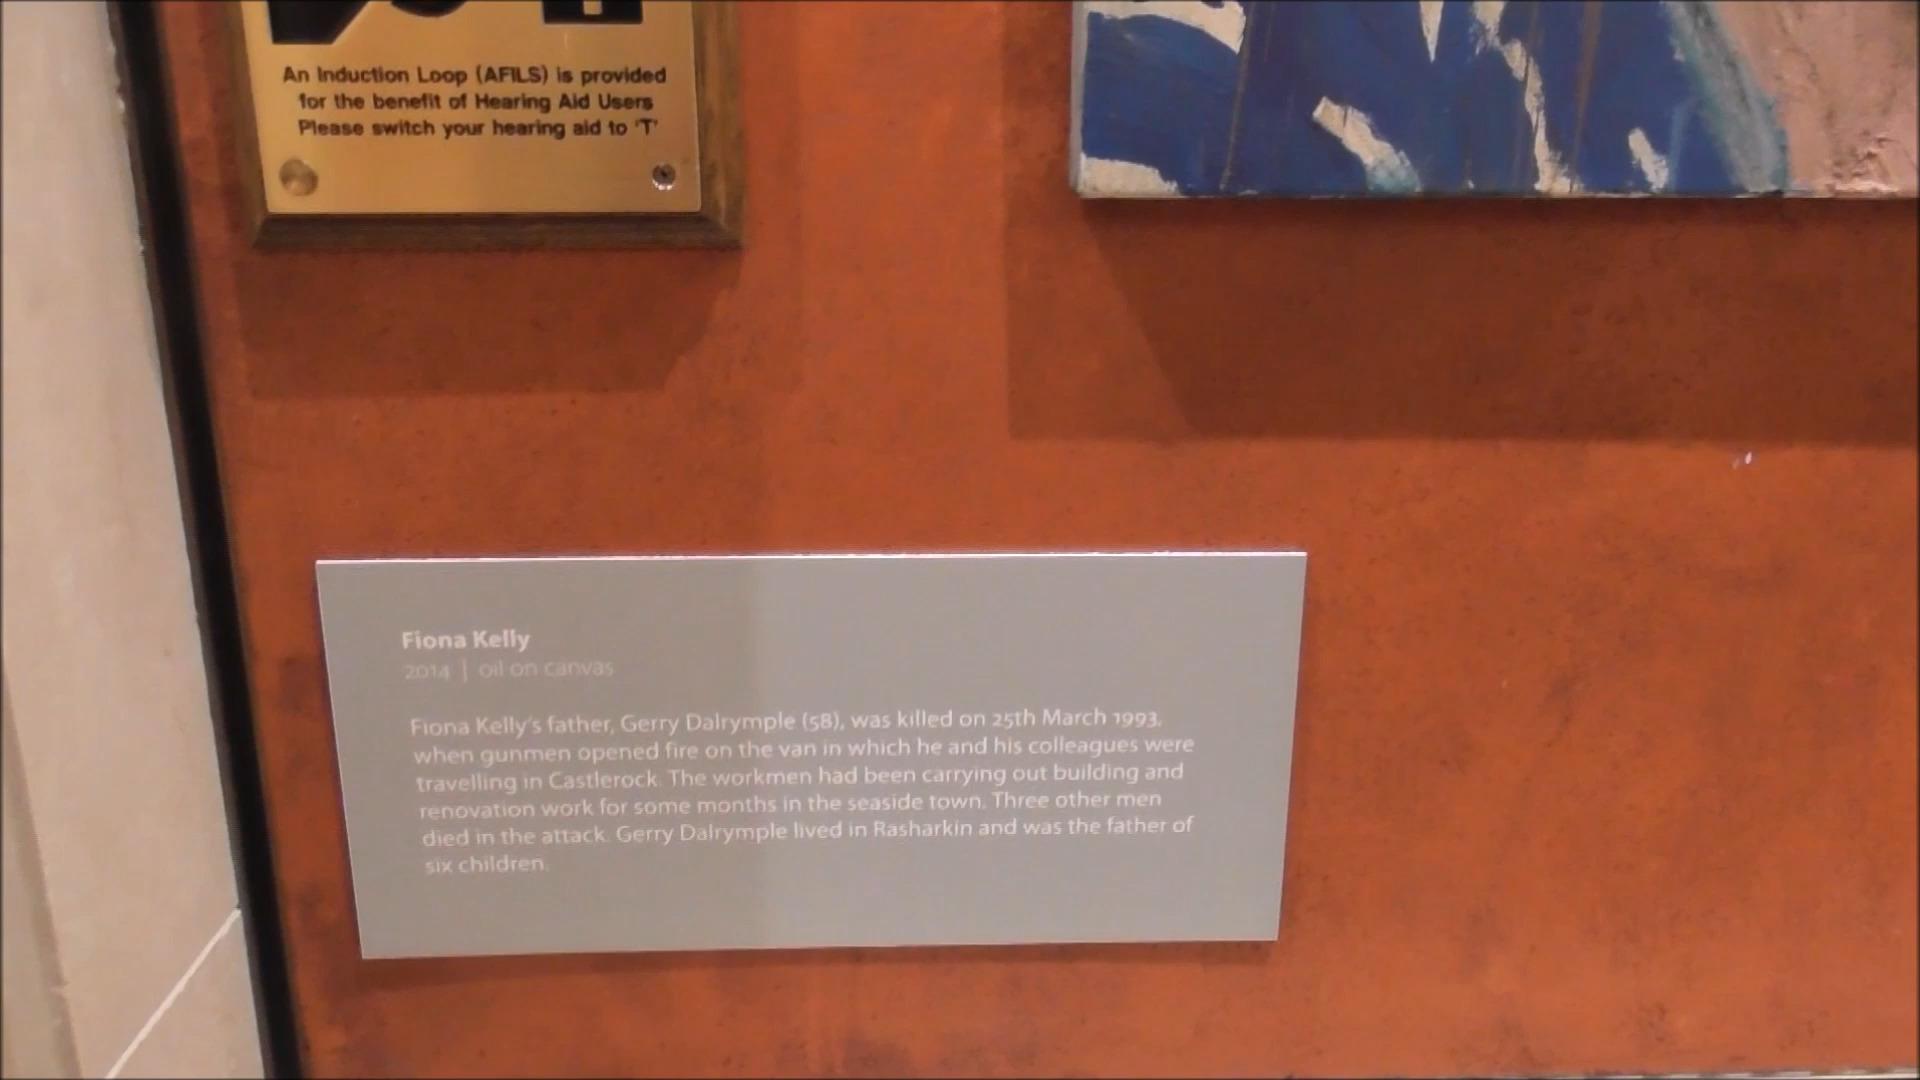 An Induction Loop (AFILS) is provided
for the benefit of Hearing Aid Users
Please switch your hearing aid to 'T'
Fiona Kelly
2014 | oil on canvas
Fiona Kelly's father, Gerry Dalrymple (58), was killed on 25th March 1993,
when gunmen opened fire on the van in which he and his colleagues were
travelling in Castlerock. The workmen had been carrying out building and
renovation work for some months in the seaside town. Three other men
died in the attack. Gerry Dalrymple lived in Rasharkin and was the father of
six children.